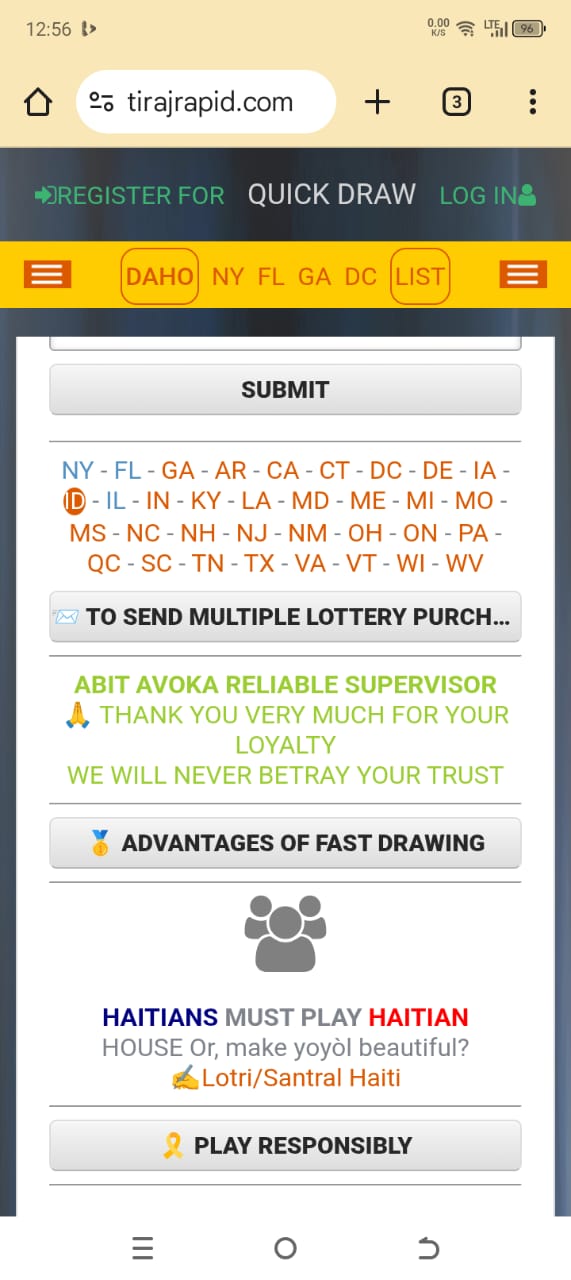 12:56
0.00 K/S LTE 96
tirajrapid.com
3
REGISTER FOR QUICK DRAW LOG IN
DAHO NY FL GA DC LIST
SUBMIT
NY - FL - GA - AR - CA - CT - DC - DE - IA -
ID - IL - IN - KY - LA - MD - ME - MI - MO -
MS - NC - NH - NJ - NM - OH - ON - PA -
QC - SC - TN - TX - VA - VT - WI - WV
📨 TO SEND MULTIPLE LOTTERY PURCH...
ABIT AVOKA RELIABLE SUPERVISOR
🙏 THANK YOU VERY MUCH FOR YOUR
LOYALTY
WE WILL NEVER BETRAY YOUR TRUST
🥇 ADVANTAGES OF FAST DRAWING
HAITIANS MUST PLAY HAITIAN
HOUSE Or, make yoyòl beautiful?
✍️Lotri/Santral Haiti
🎗️ PLAY RESPONSIBLY